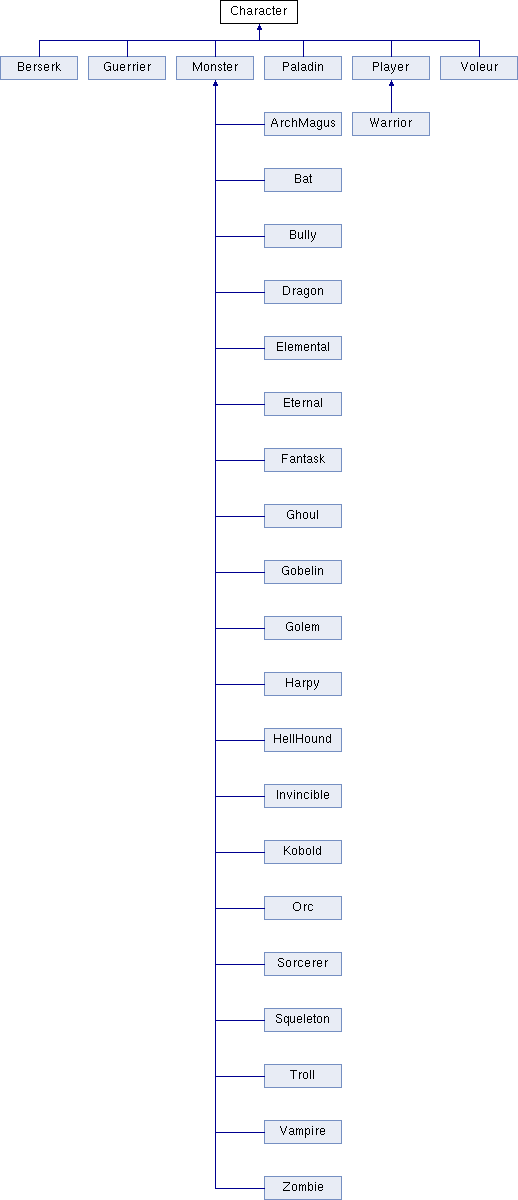 Character
Berserk Guerrier Monster Paladin Player Voleur
ArchMagus Warrior
Bat
Bully
Dragon
Elemental
Eternal
Fantask
Ghoul
Gobelin
Golem
Harpy
HellHound
Invincible
Kobold
Orc
Sorcerer
Squeleton
Troll
Vampire
Zombie